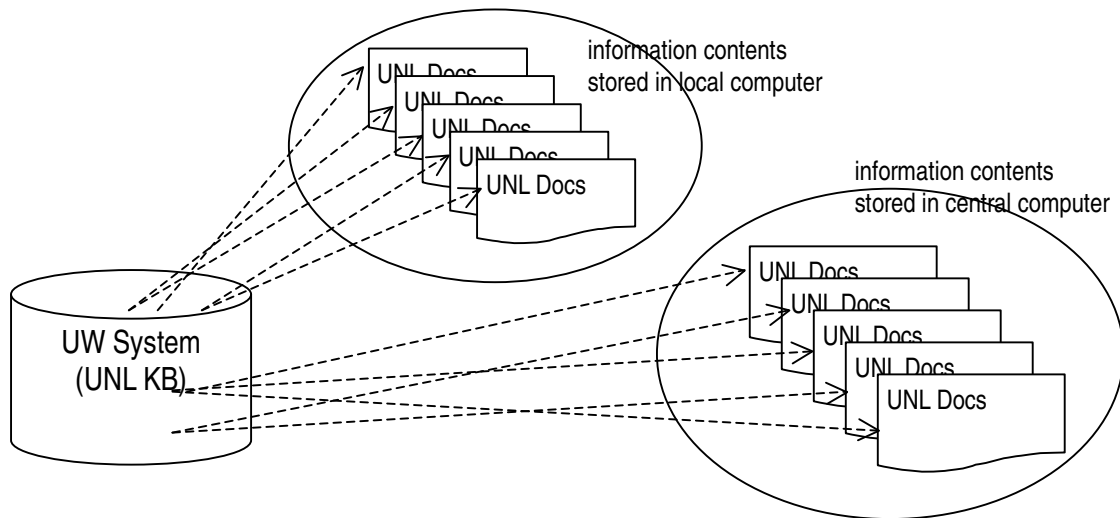 information contents
stored in local computer
UNL Docs
UNL Docs
UNL Docs
UNL Docs
UNL Docs
information contents
stored in central computer
UNL Docs
UNL Docs
UNL Docs
UNL Docs
UNL Docs
UW System
(UNL KB)